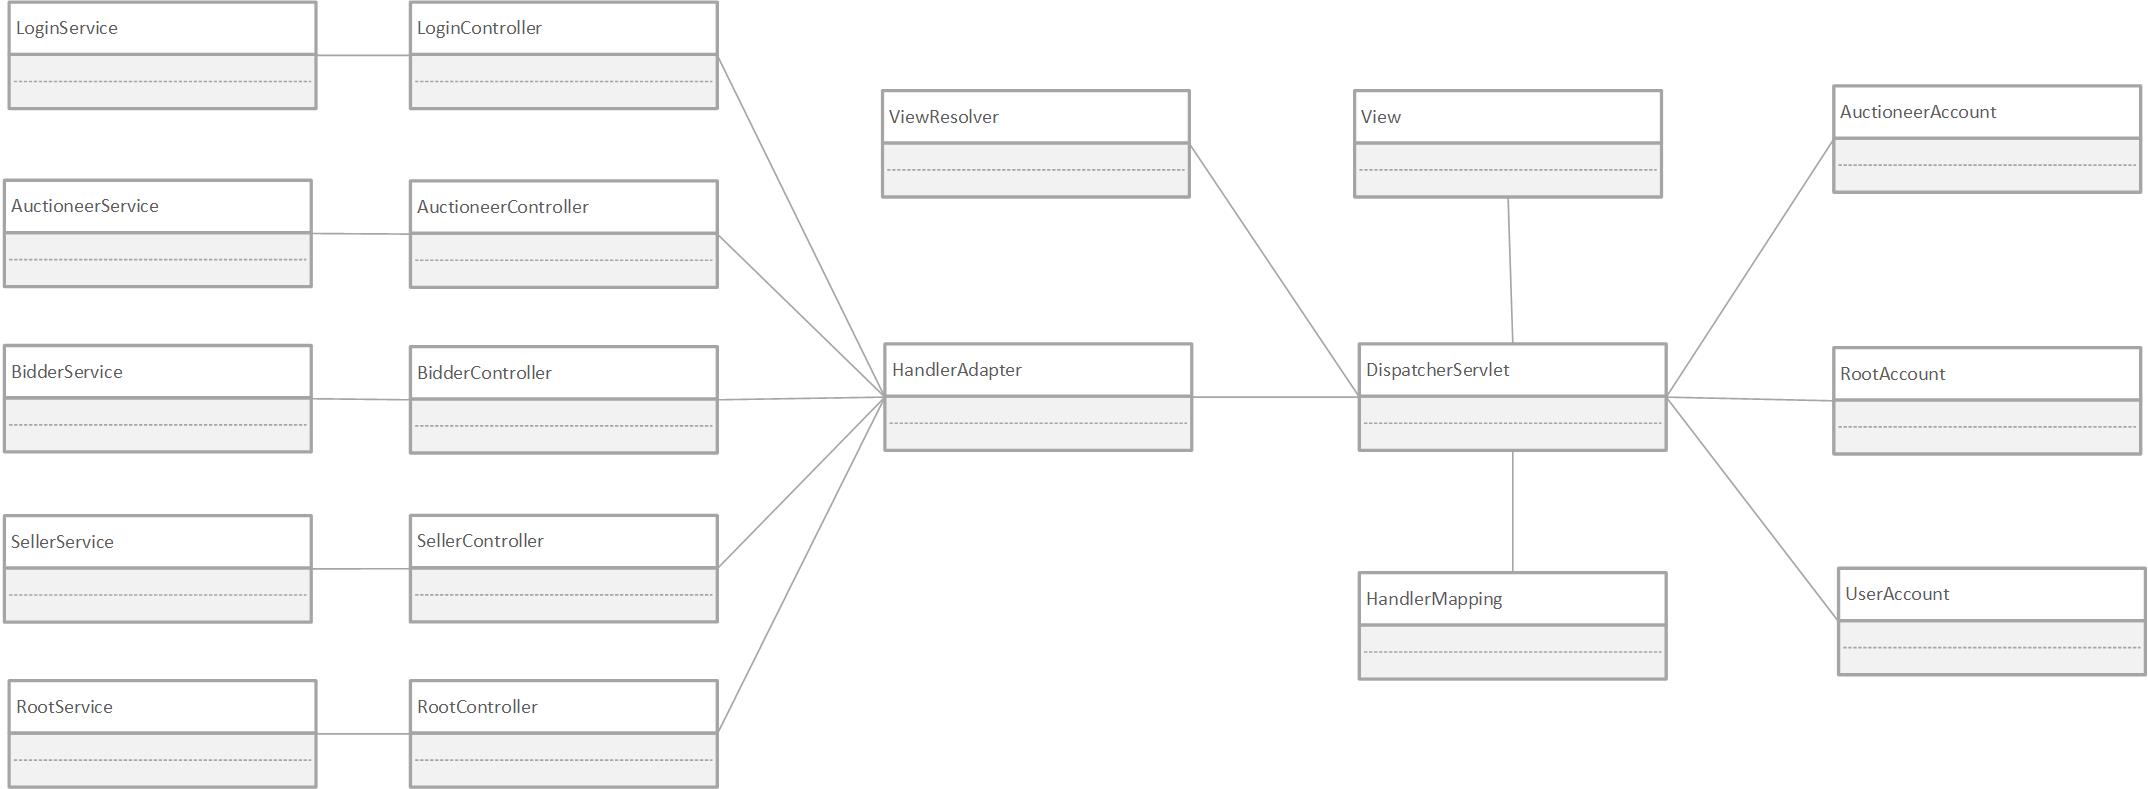 LoginService
LoginController
ViewResolver
View
AuctioneerAccount
AuctioneerService
AuctioneerController
BidderService
BidderController
HandlerAdapter
DispatcherServlet
RootAccount
SellerService
SellerController
HandlerMapping
UserAccount
RootService
RootController